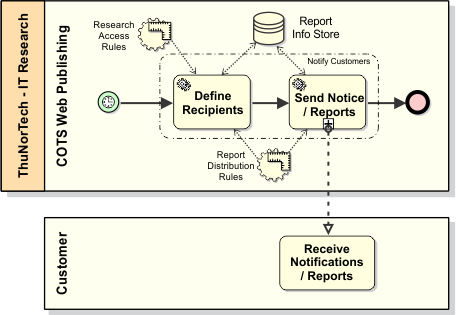 ThuNorTech - IT Research
COTS Web Publishing
Research
Access
Rules
Report
Info Store
Notify Customers
Define
Recipients
Send Notice
/ Reports
Report
Distribution
Rules
Customer
Receive
Notifications
/ Reports